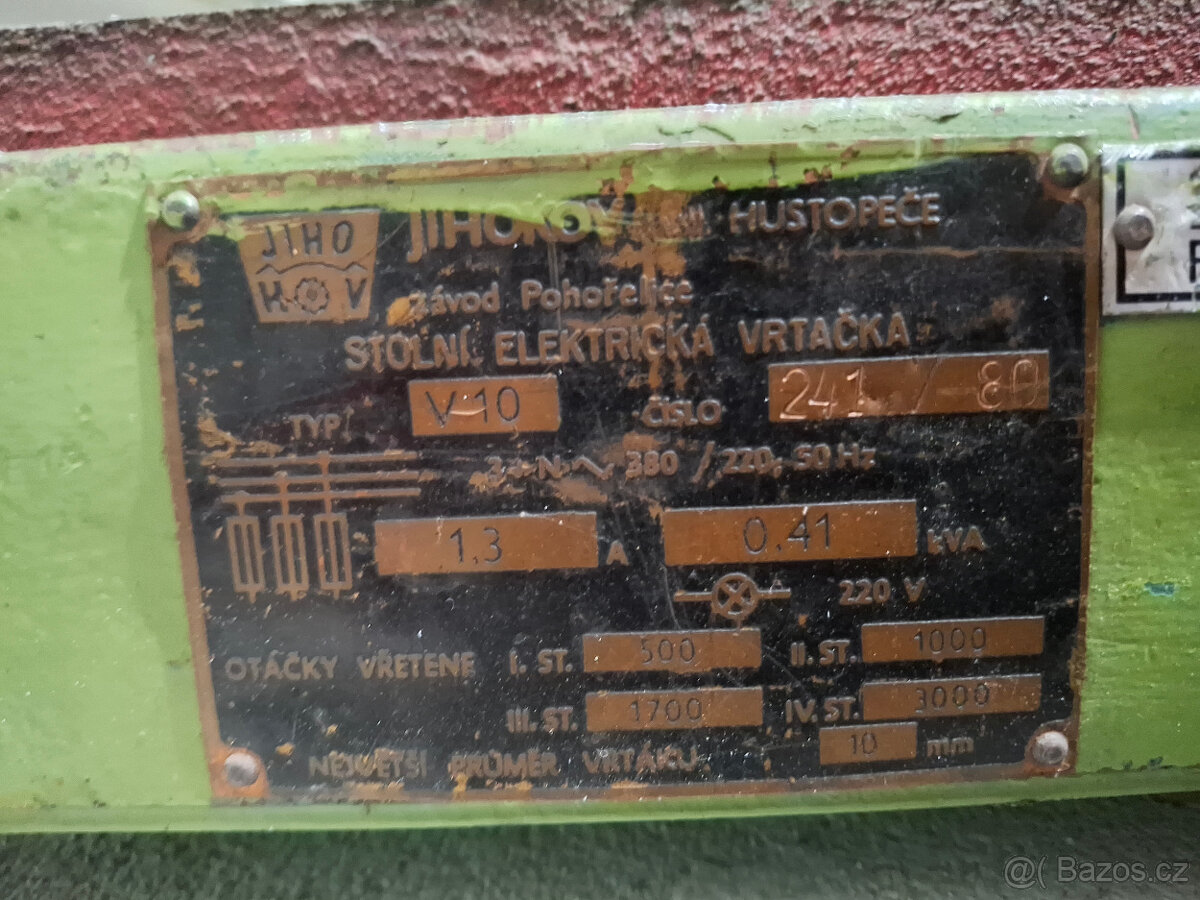 JIHO
KOV
JIHOKOV HUSTOPEČE
závod Pohořelice
STOLNÍ ELEKTRICKÁ VRTAČKA
TYP V-10 ČÍSLO 241 /-80
3+N ~ 380 / 220, 50 Hz
1,3 A 0,41 kVA
220 V
OTÁČKY VŘETENE I. ST. 500 II. ST. 1000
III. ST. 1700 IV. ST. 3000
NEJVĚTŠÍ PRŮMĚR VRTÁKU 10 mm
@( Bazos.cz